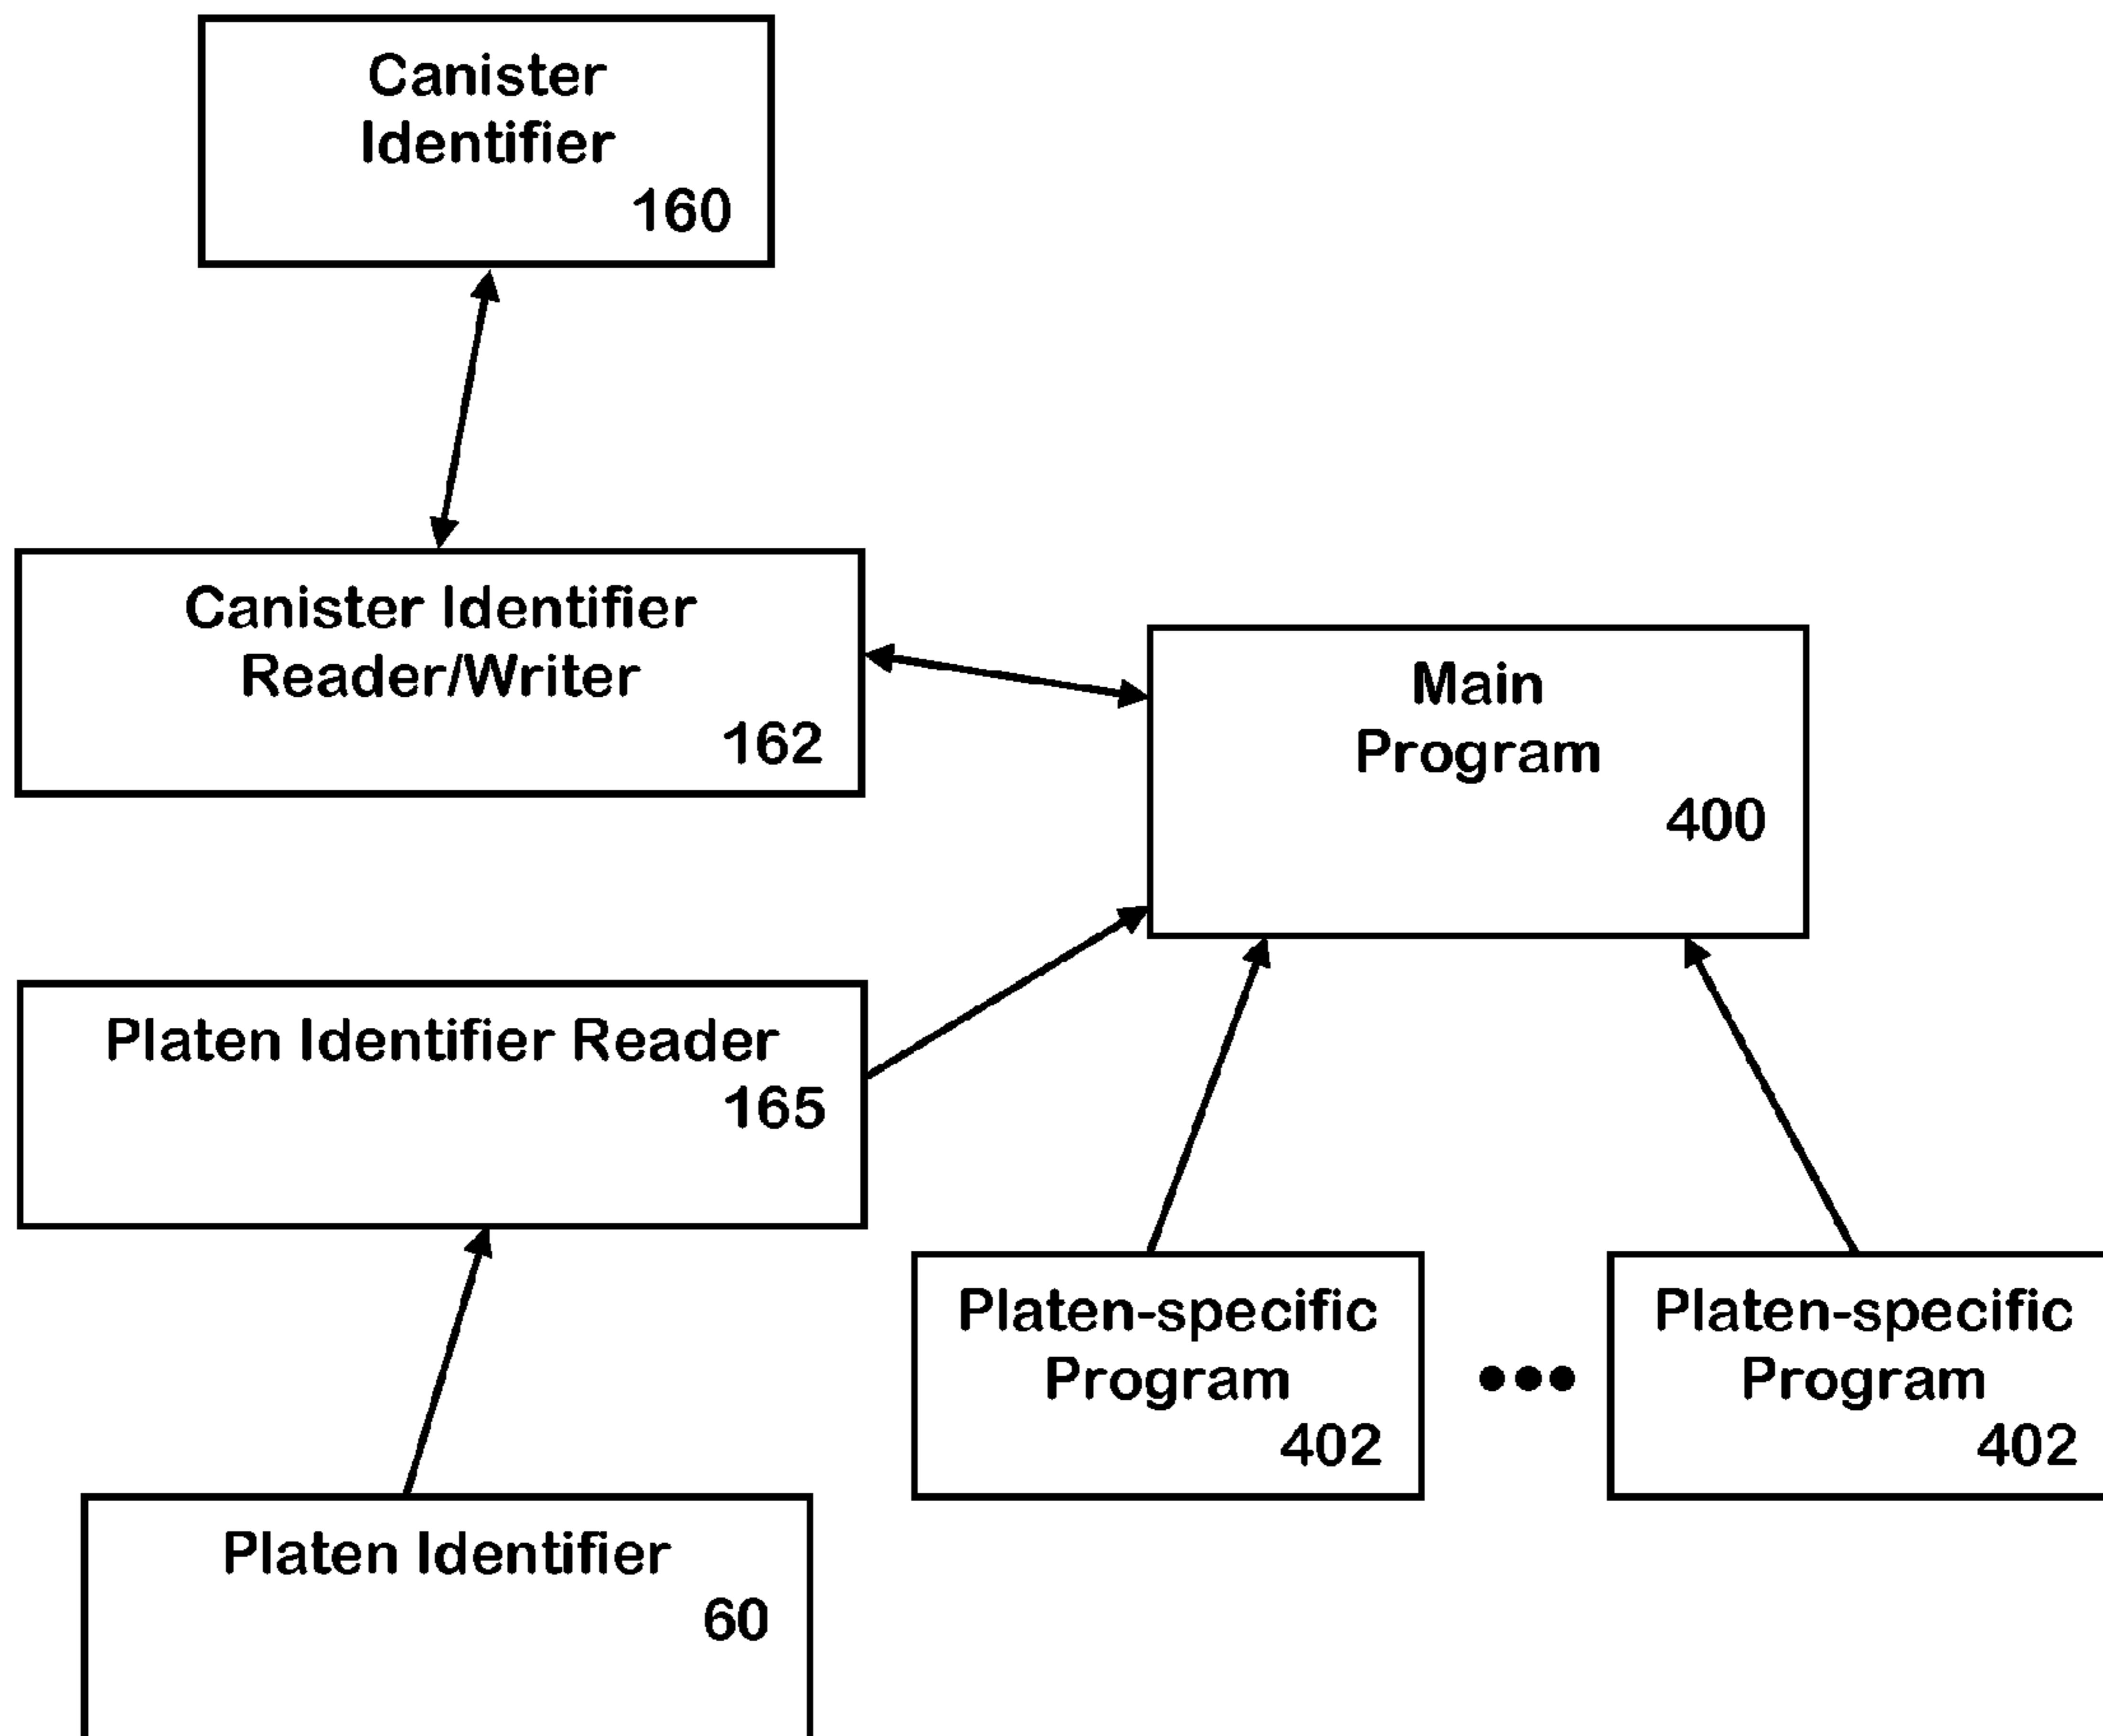 Canister
Identifier
160
Canister Identifier
Reader/Writer
162
Main
Program
400
Platen Identifier Reader
165
Platen-specific
Program
402
Platen-specific
Program
402
Platen Identifier
60